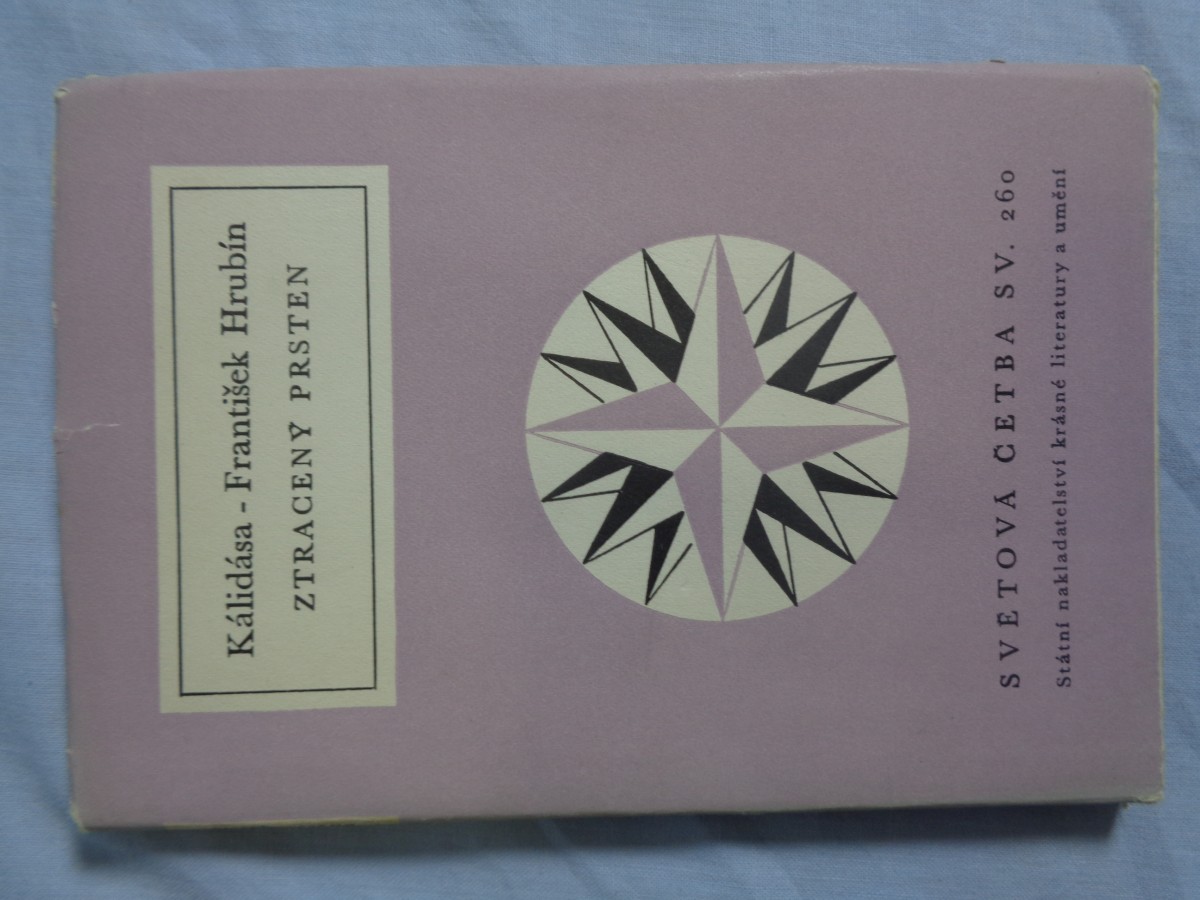 Kálidása - František Hrubín
ZTRACENÝ PRSTEN
SVĚTOVÁ ČETBA SV. 260
Státní nakladatelství krásné literatury a umění